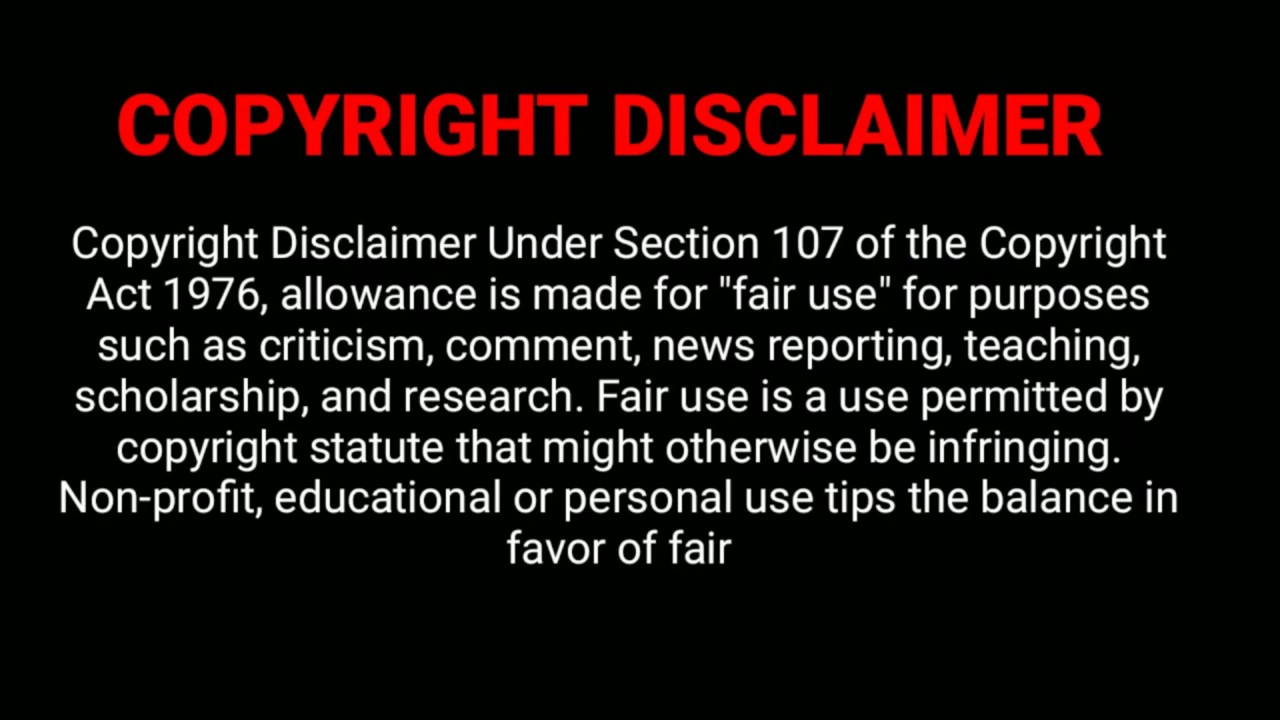 COPYRIGHT DISCLAIMER
Copyright Disclaimer Under Section 107 of the Copyright
Act 1976, allowance is made for "fair use" for purposes
such as criticism, comment, news reporting, teaching,
scholarship, and research. Fair use is a use permitted by
copyright statute that might otherwise be infringing.
Non-profit, educational or personal use tips the balance in
favor of fair